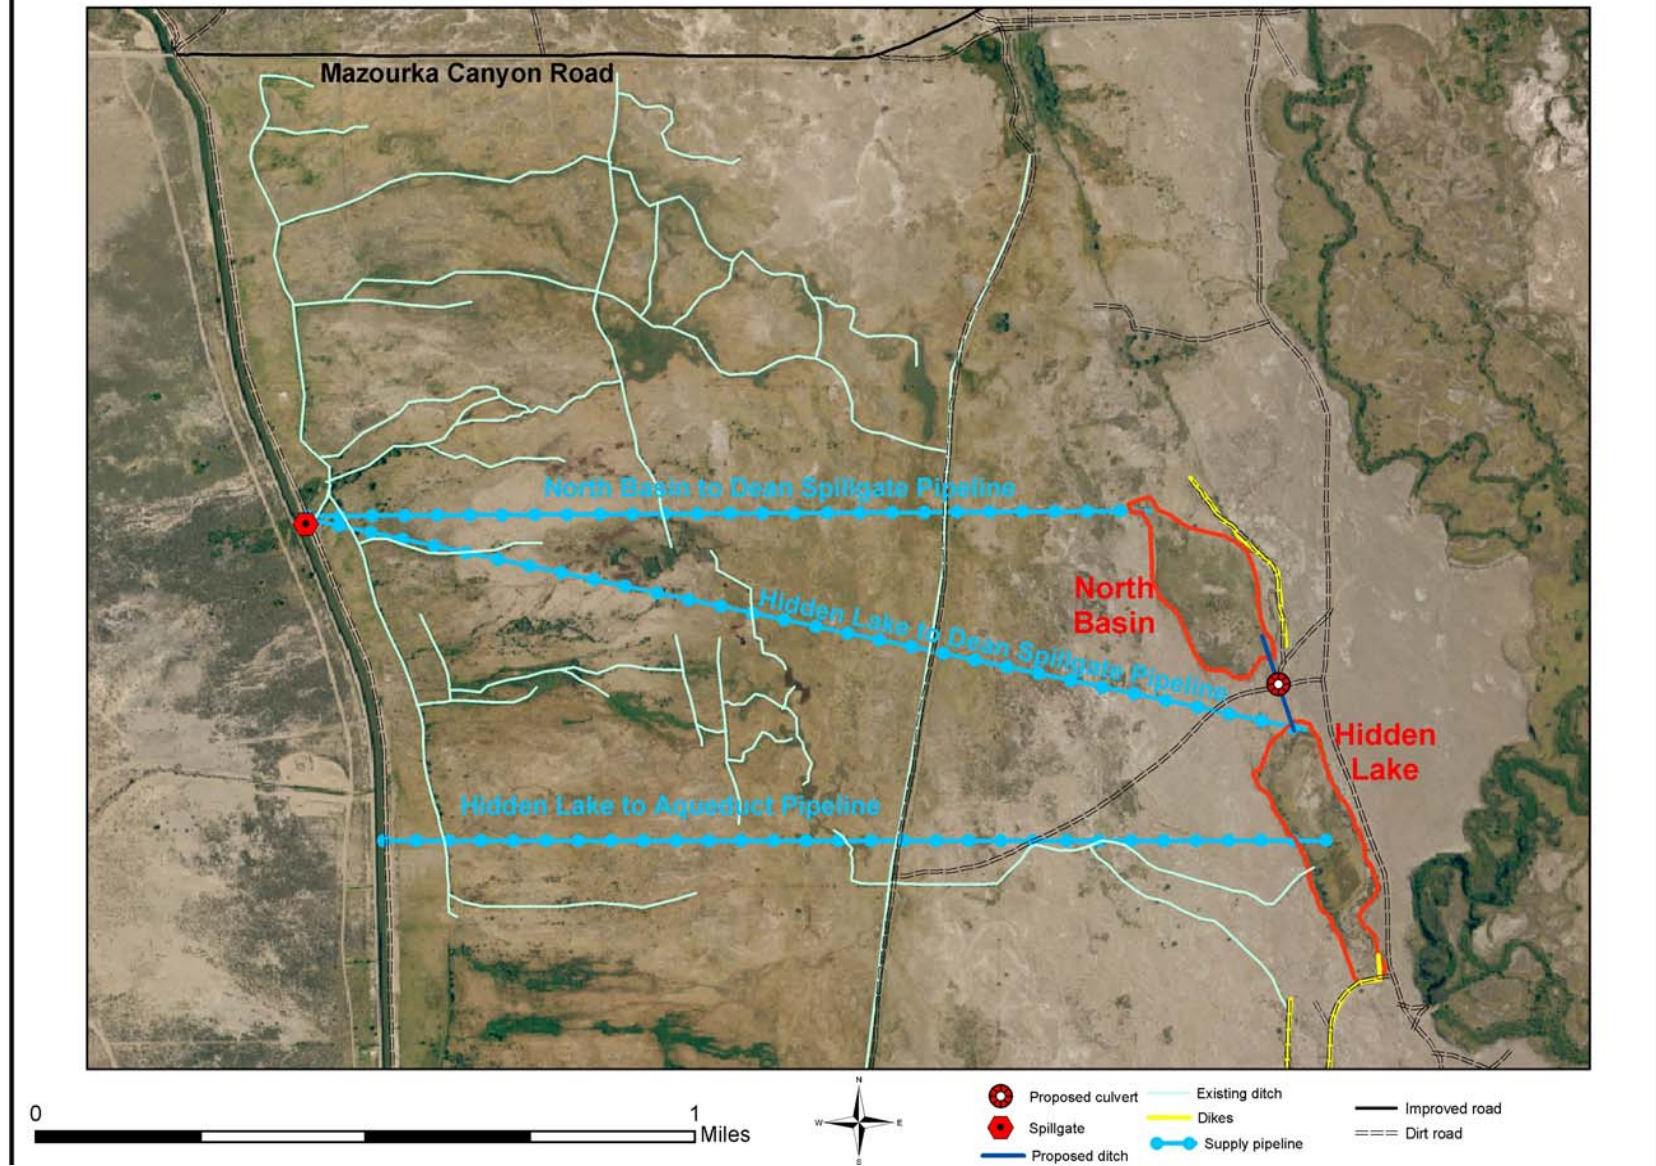 Mazourka Canyon Road
North Basin to Dean Spillgate Pipeline
North
Basin
Hidden Lake to Dean Spillgate Pipeline
Hidden
Lake
Hidden Lake to Aqueduct Pipeline
0
1
Miles
N
W
E
S
Proposed culvert
Spillgate
Proposed ditch
Existing ditch
Dikes
Supply pipeline
Improved road
Dirt road